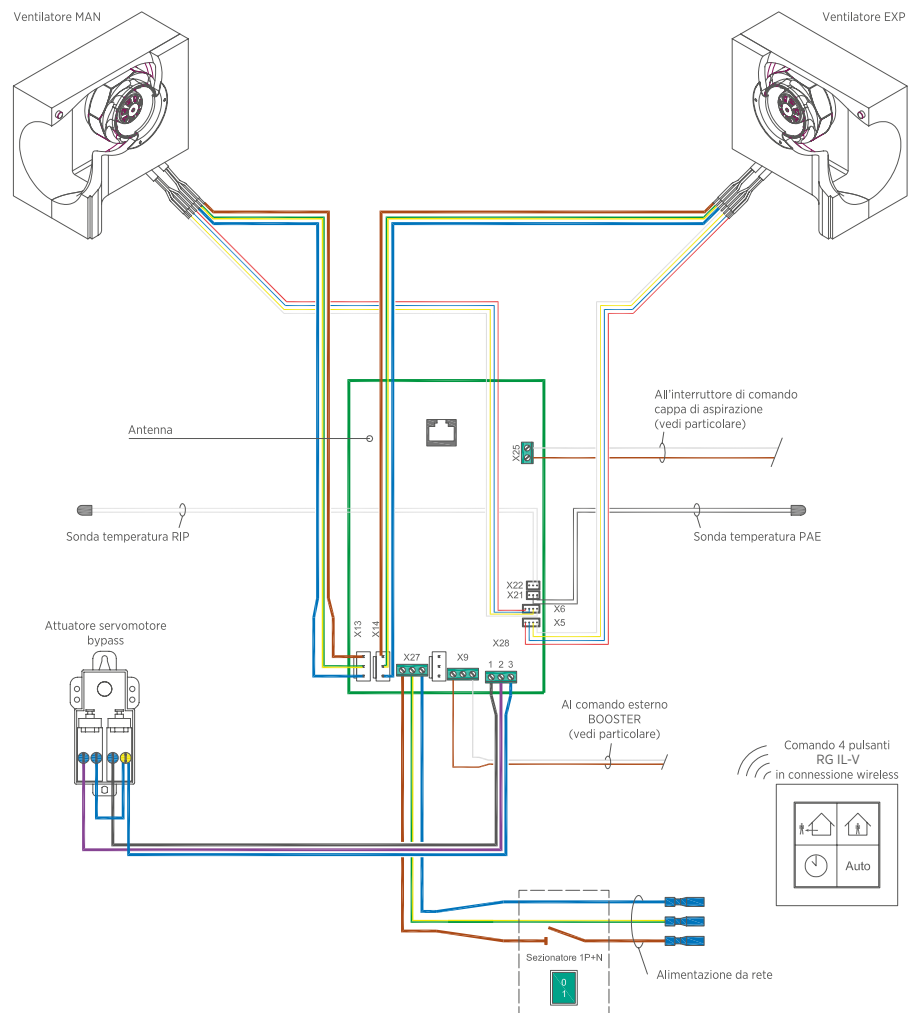 Ventilatore MAN
Ventilatore EXP
All'interruttore di comando
cappa di aspirazione
(vedi particolare)
Antenna
X25
Sonda temperatura RIP
Sonda temperatura PAE
X22
X21
X6
X5
X13
X14
X28
Attuatore servomotore
bypass
X27
X9
1 2 3
Al comando esterno
BOOSTER
(vedi particolare)
Comando 4 pulsanti
RG IL-V
in connessione wireless
Auto
Sezionatore 1P+N
Alimentazione da rete
0
1